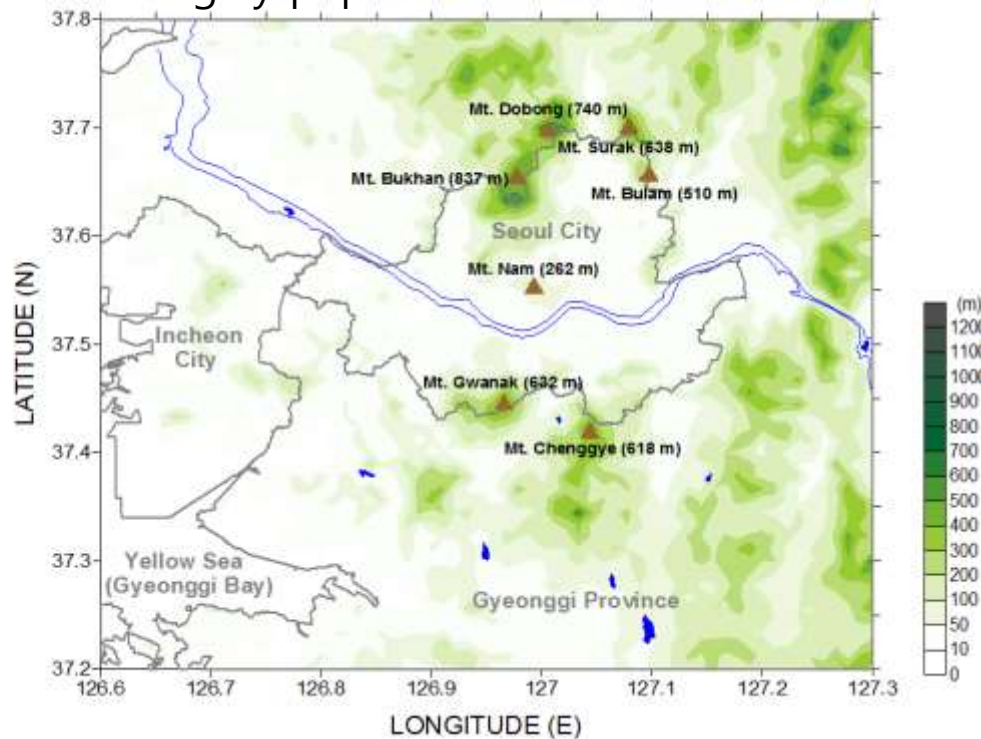 37.8
37.7
37.6
37.5
37.4
37.3
37.2
LATITUDE (N)
Mt. Dobong (740 m)
Mt. Surak (638 m)
Mt. Bukhan (837 m)
Mt. Bulam (510 m)
Seoul City
Mt. Nam (262 m)
Incheon
City
Mt. Gwanak (632 m)
Mt. Chenggye (618 m)
Yellow Sea
(Gyeonggi Bay)
Gyeonggi Province
126.6 126.7 126.8 126.9 127 127.1 127.2 127.3
LONGITUDE (E)
(m)
1200
1100
1000
900
800
700
600
500
400
300
200
100
50
10
0